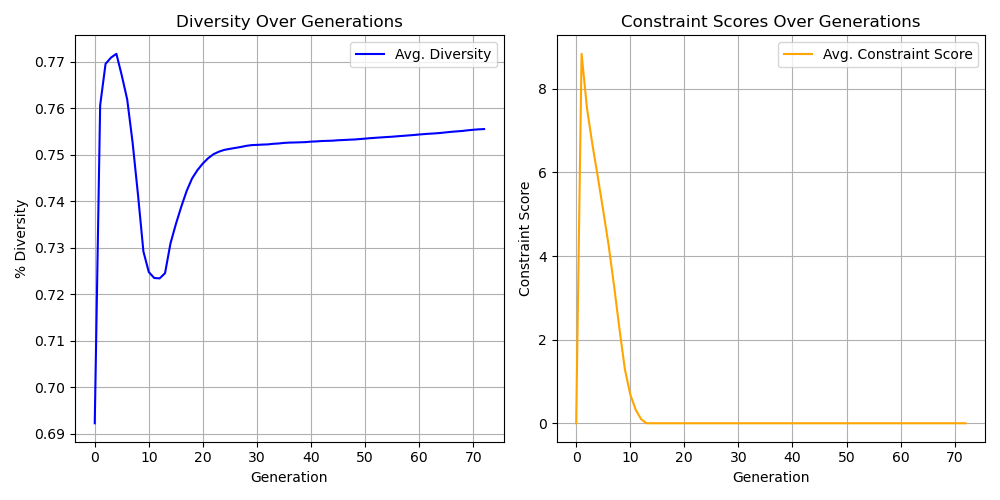 Diversity Over Generations
Avg. Diversity
% Diversity
0.77
0.76
0.75
0.74
0.73
0.72
0.71
0.70
0.69
0 10 20 30 40 50 60 70
Generation
Constraint Scores Over Generations
Avg. Constraint Score
Constraint Score
8
6
4
2
0
0 10 20 30 40 50 60 70
Generation